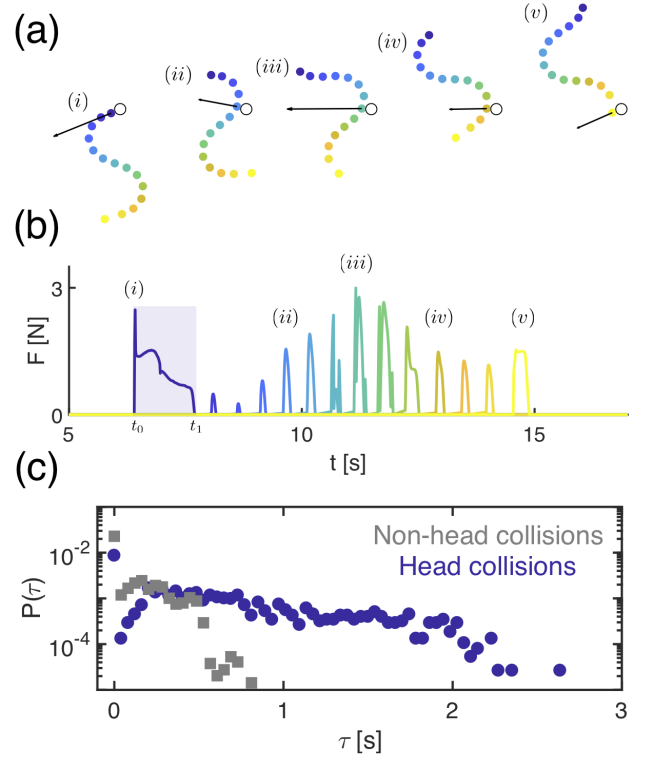 (a)
(i)
(ii)
(iii)
(iv)
(v)
(b)
(i)
(ii)
(iii)
(iv)
(v)
F [N]
3
0
t₀
t₁
5
10
15
t [s]
(c)
Non-head collisions
Head collisions
P(τ)
10⁻²
10⁻⁴
0
1
2
3
τ [s]